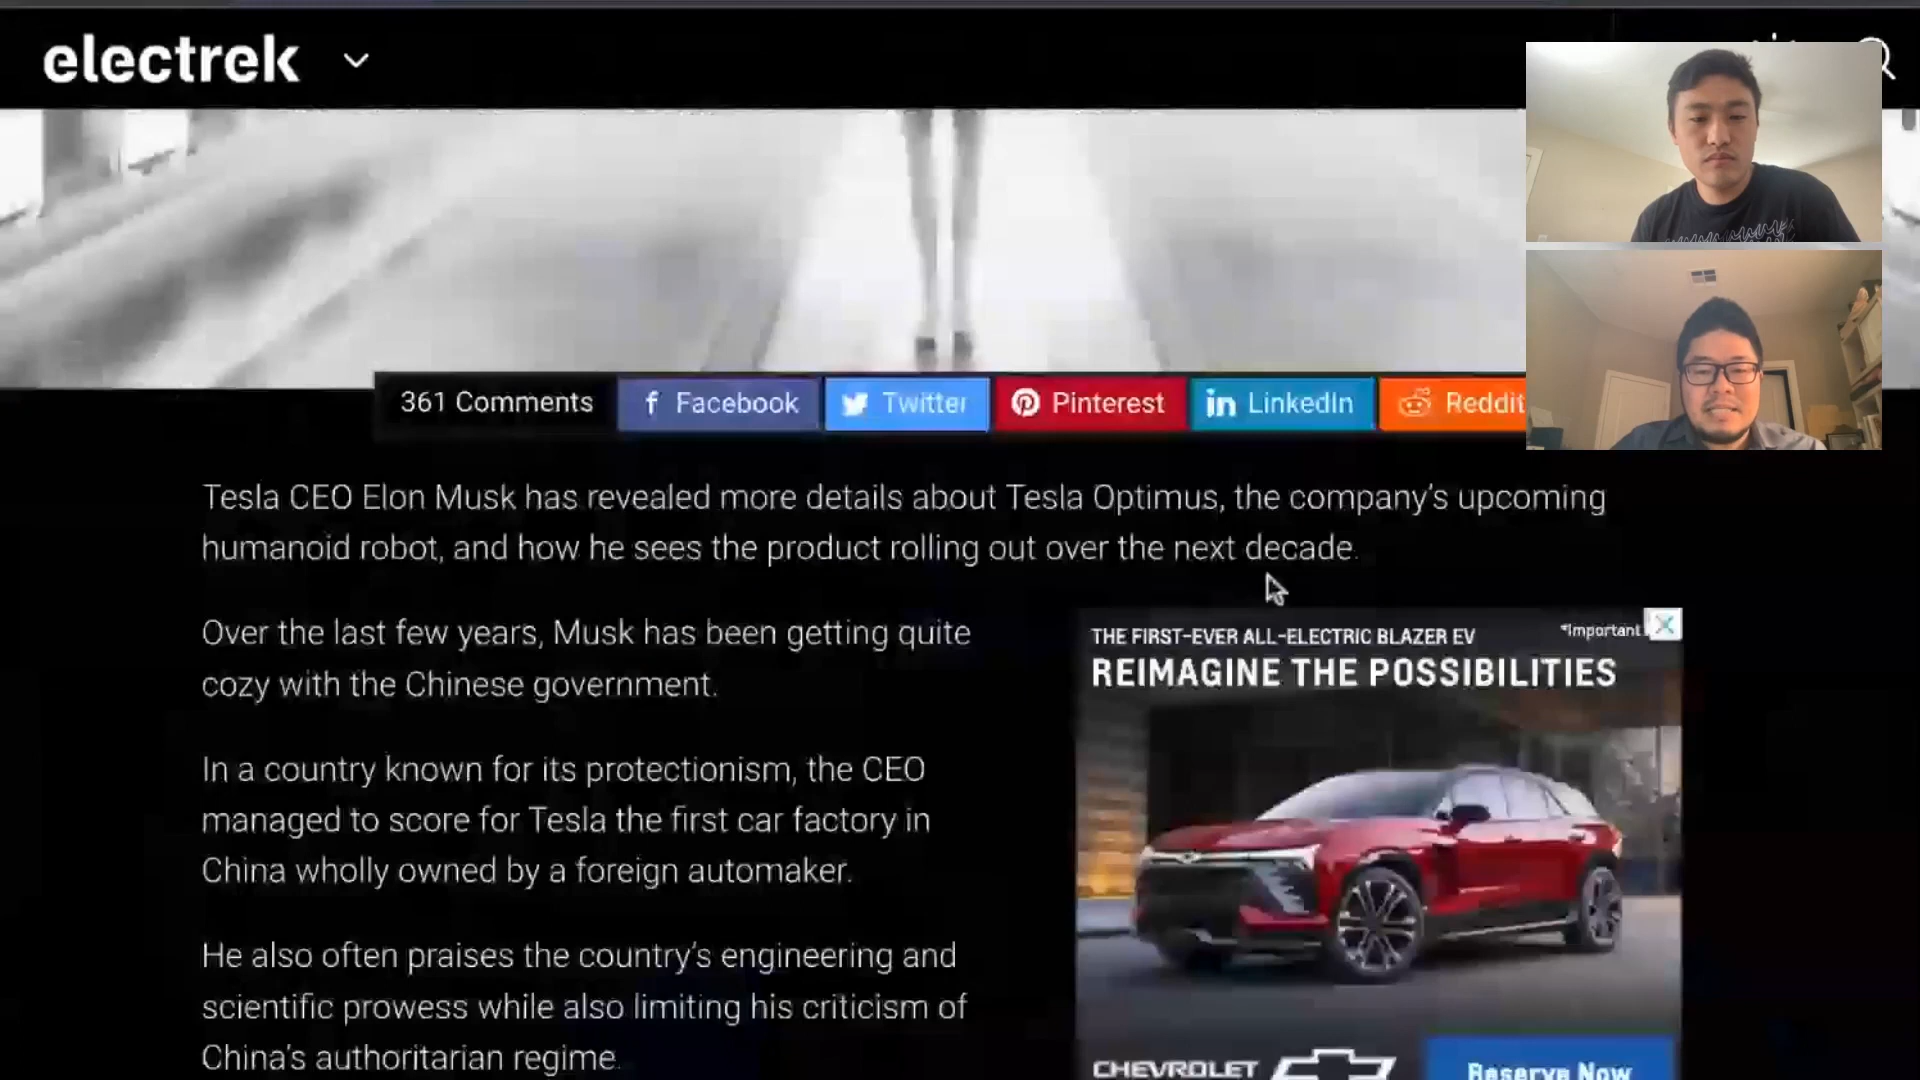 electrek
361 Comments
Facebook
Twitter
Pinterest
LinkedIn
Reddit
Tesla CEO Elon Musk has revealed more details about Tesla Optimus, the company's upcoming
humanoid robot, and how he sees the product rolling out over the next decade.
Over the last few years, Musk has been getting quite
cozy with the Chinese government.
In a country known for its protectionism, the CEO
managed to score for Tesla the first car factory in
China wholly owned by a foreign automaker.
He also often praises the country's engineering and
scientific prowess while also limiting his criticism of
China's authoritarian regime.
THE FIRST-EVER ALL-ELECTRIC BLAZER EV
*Important
REIMAGINE THE POSSIBILITIES
CHEVROLET
Reserve Now